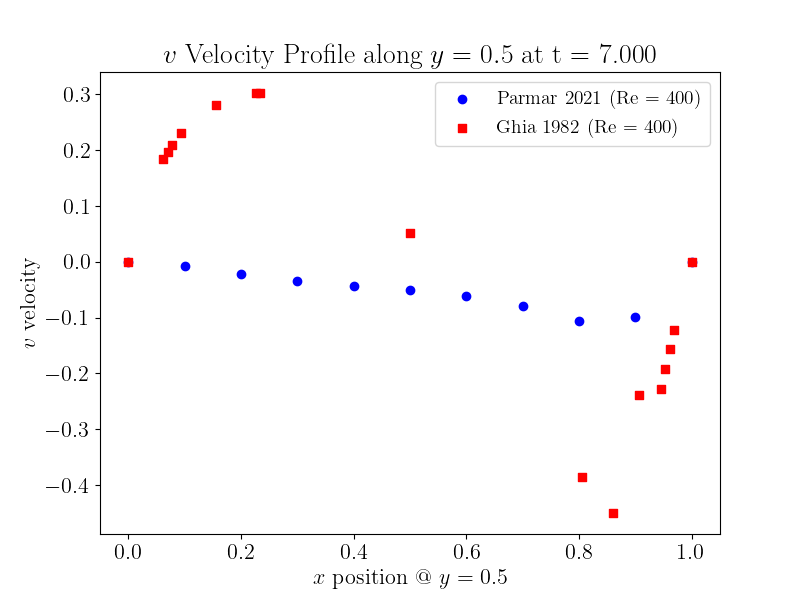 v Velocity Profile along y = 0.5 at t = 7.000
Parmar 2021 (Re = 400)
Ghia 1982 (Re = 400)
0.3
0.2
0.1
0.0
−0.1
−0.2
−0.3
−0.4
v velocity
0.0 0.2 0.4 0.6 0.8 1.0
x position @ y = 0.5